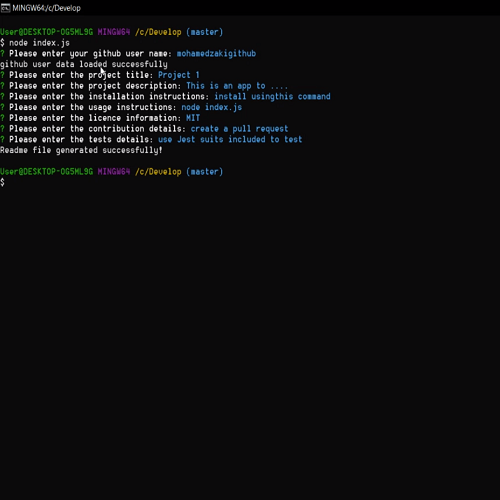 MINGW64:/c/Develop
User@DESKTOP-OG5ML9G MINGW64 /c/Develop (master)
$ node index.js
? Please enter your github user name: mohamedzakigithub
github user data loaded successfully
? Please enter the project title: Project 1
? Please enter the project description: This is an app to ....
? Please enter the installation instructions: install usingthis command
? Please enter the usage instructions: node index.js
? Please enter the licence information: MIT
? Please enter the contribution details: create a pull request
? Please enter the tests details: use Jest suits included to test
Readme file generated successfully!
User@DESKTOP-OG5ML9G MINGW64 /c/Develop (master)
$